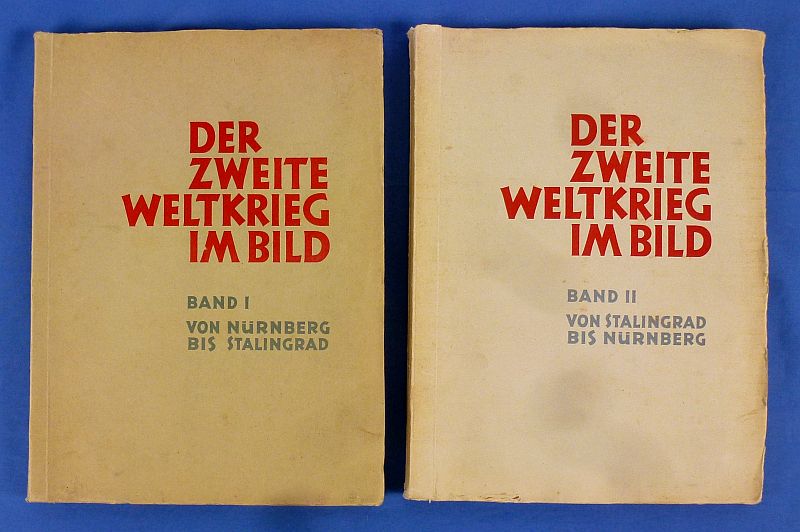 DER
ZWEITE
WELTKRIEG
IM BILD
BAND I
VON NÜRNBERG
BIS STALINGRAD
DER
ZWEITE
WELTKRIEG
IM BILD
BAND II
VON STALINGRAD
BIS NÜRNBERG